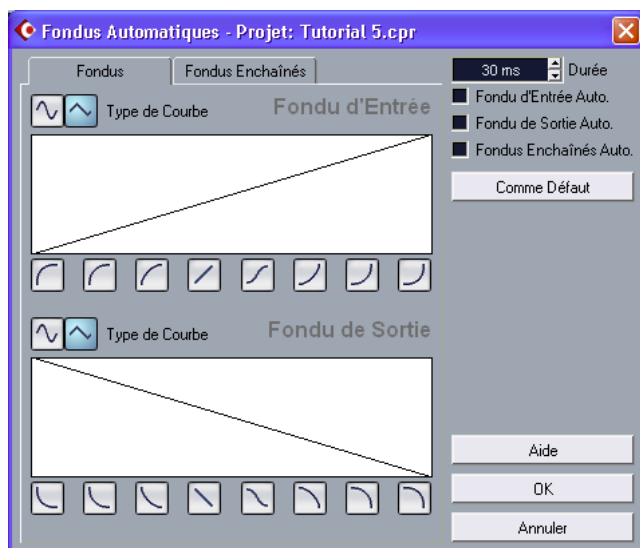 Fondus Automatiques - Projet: Tutorial 5.cpr
Fondus
Fondus Enchaînés
Type de Courbe
Fondu d'Entrée
Type de Courbe
Fondu de Sortie
30 ms
Durée
Fondu d'Entrée Auto.
Fondu de Sortie Auto.
Fondus Enchaînés Auto.
Comme Défaut
Aide
OK
Annuler